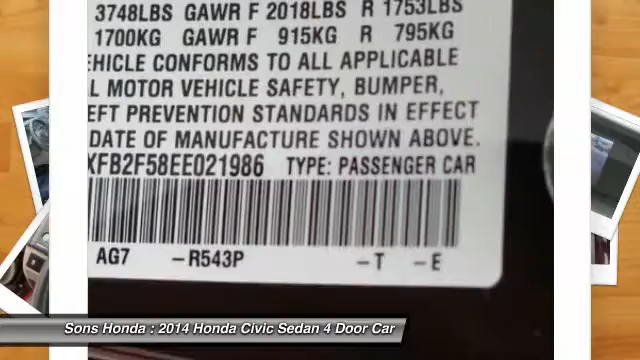 3748LBS GAWR F 2018LBS R 1753LBS
1700KG GAWR F 915KG R 795KG
EHICLE CONFORMS TO ALL APPLICABLE
L MOTOR VEHICLE SAFETY, BUMPER,
EFT PREVENTION STANDARDS IN EFFECT
DATE OF MANUFACTURE SHOWN ABOVE.
XFB2F58EE021986 TYPE: PASSENGER CAR
AG7 -R543P -T -E
Sons Honda : 2014 Honda Civic Sedan 4 Door Car